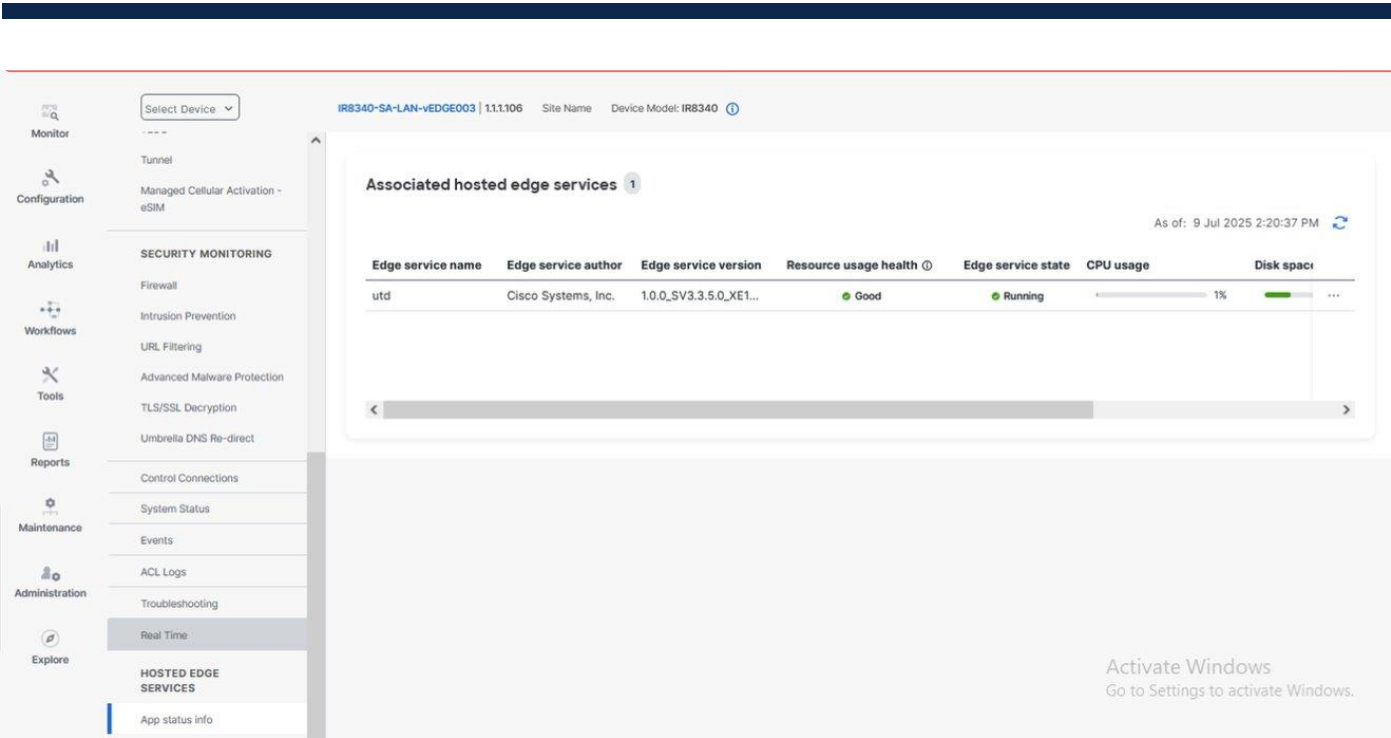 Monitor
Configuration
Analytics
Workflows
Tools
Reports
Maintenance
Administration
Explore
Select Device
Tunnel
Managed Cellular Activation -
eSIM
SECURITY MONITORING
Firewall
Intrusion Prevention
URL Filtering
Advanced Malware Protection
TLS/SSL Decryption
Umbrella DNS Re-direct
Control Connections
System Status
Events
ACL Logs
Troubleshooting
Real Time
HOSTED EDGE
SERVICES
App status info
IR8340-SA-LAN-vEDGE003 | 1.1.1.106 Site Name Device Model: IR8340
Associated hosted edge services 1
As of: 9 Jul 2025 2:20:37 PM
Edge service name Edge service author Edge service version Resource usage health Edge service state CPU usage Disk space
utd Cisco Systems, Inc. 1.0.0_SV3.3.5.0_XE1... Good Running 1% ...
Activate Windows
Go to Settings to activate Windows.